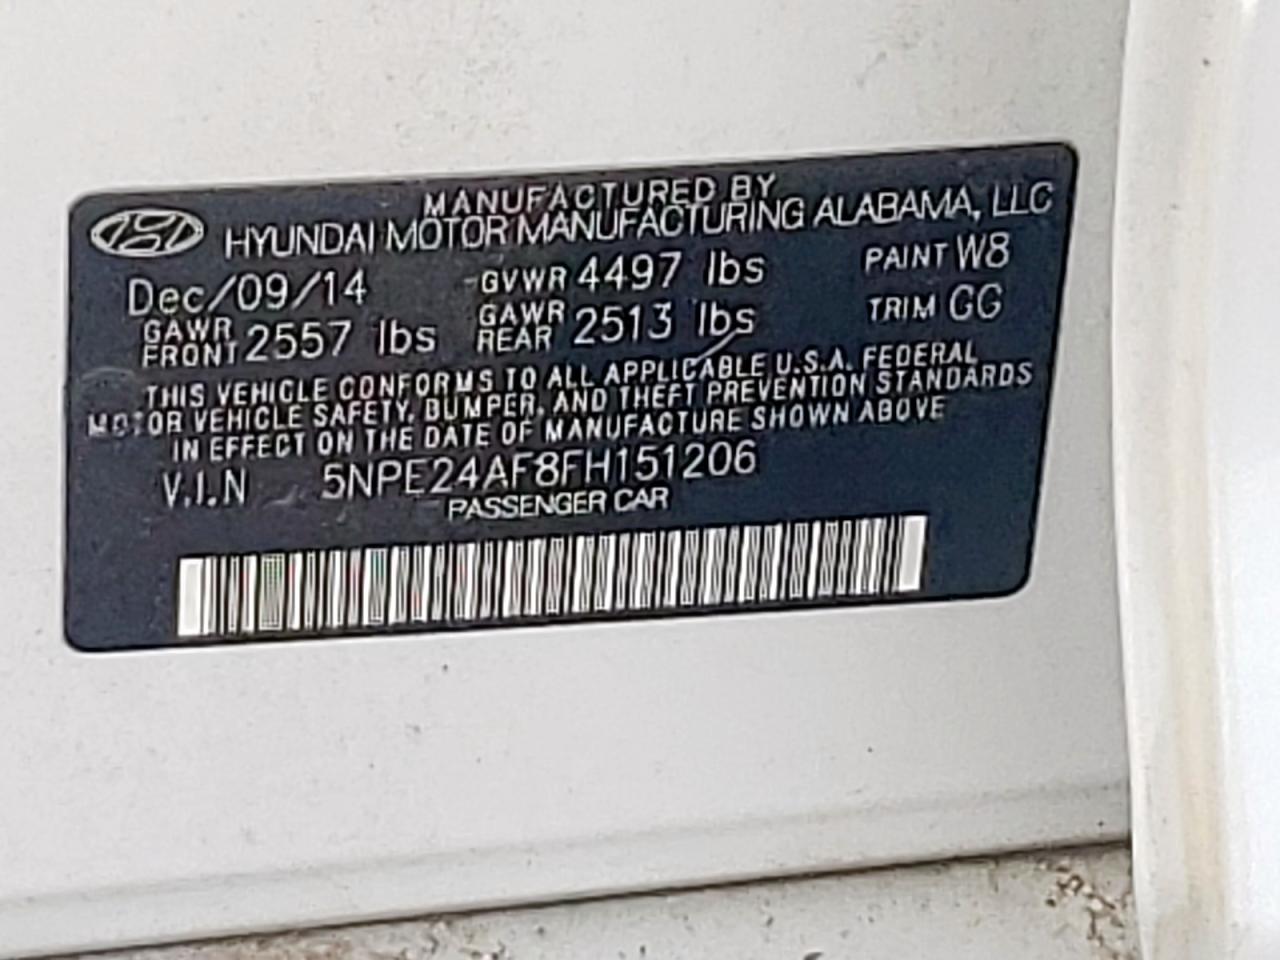 MANUFACTURED BY
HYUNDAI MOTOR MANUFACTURING ALABAMA, LLC
Dec/09/14 GVWR 4497 lbs PAINT W8
GAWR FRONT 2557 lbs GAWR REAR 2513 lbs TRIM GG
THIS VEHICLE CONFORMS TO ALL APPLICABLE U.S.A. FEDERAL
MOTOR VEHICLE SAFETY, BUMPER, AND THEFT PREVENTION STANDARDS
IN EFFECT ON THE DATE OF MANUFACTURE SHOWN ABOVE
V.I.N 5NPE24AF8FH151206
PASSENGER CAR